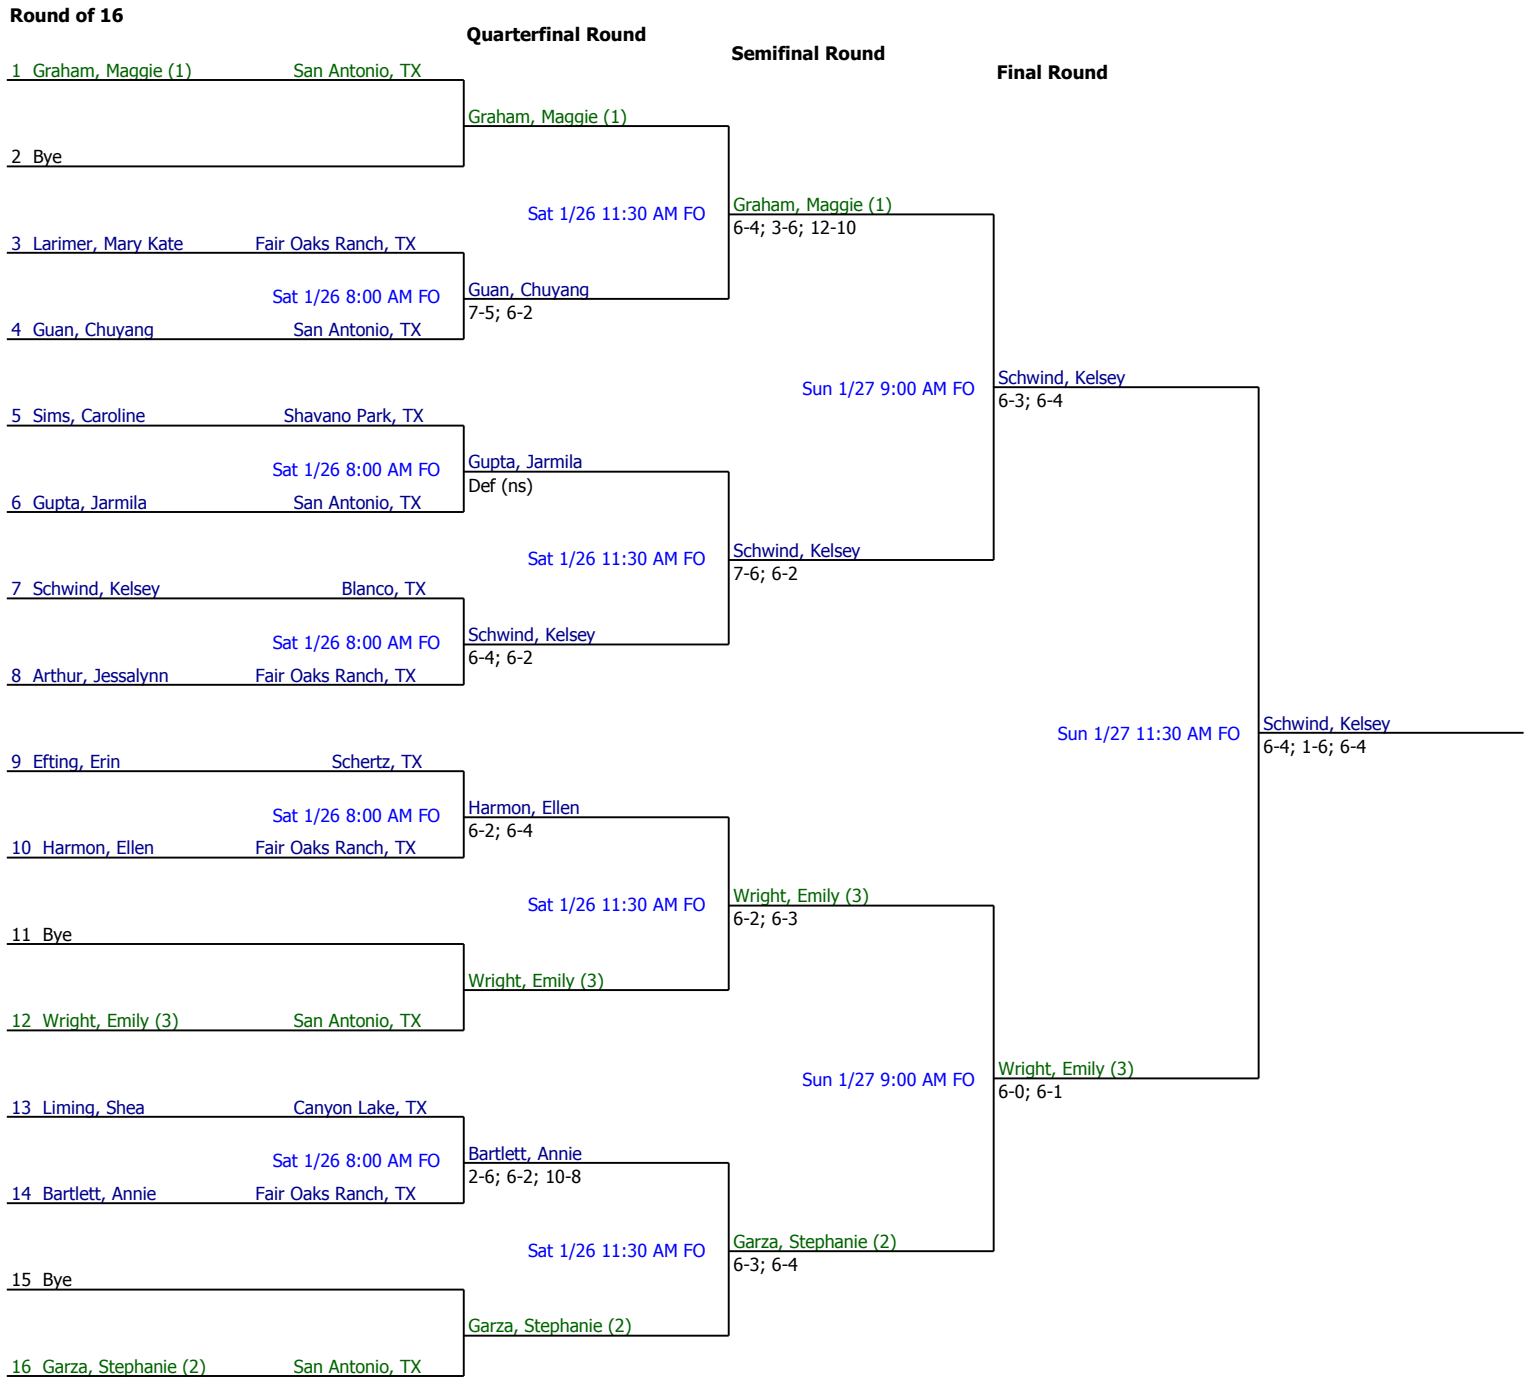 Round of 16
Quarterfinal Round
Semifinal Round
Final Round
1 Graham, Maggie (1) San Antonio, TX
Graham, Maggie (1)
2 Bye
Sat 1/26 11:30 AM FO
Graham, Maggie (1)
6-4; 3-6; 12-10
3 Larimer, Mary Kate Fair Oaks Ranch, TX
Sat 1/26 8:00 AM FO
Guan, Chuyang
7-5; 6-2
4 Guan, Chuyang San Antonio, TX
Sun 1/27 9:00 AM FO
Schwind, Kelsey
6-3; 6-4
5 Sims, Caroline Shavano Park, TX
Sat 1/26 8:00 AM FO
Gupta, Jarmila
Def (ns)
6 Gupta, Jarmila San Antonio, TX
Sat 1/26 11:30 AM FO
Schwind, Kelsey
7-6; 6-2
7 Schwind, Kelsey Blanco, TX
Sat 1/26 8:00 AM FO
Schwind, Kelsey
6-4; 6-2
8 Arthur, Jessalynn Fair Oaks Ranch, TX
Sun 1/27 11:30 AM FO
Schwind, Kelsey
6-4; 1-6; 6-4
9 Efting, Erin Schertz, TX
Sat 1/26 8:00 AM FO
Harmon, Ellen
6-2; 6-4
10 Harmon, Ellen Fair Oaks Ranch, TX
Sat 1/26 11:30 AM FO
Wright, Emily (3)
6-2; 6-3
11 Bye
Wright, Emily (3)
12 Wright, Emily (3) San Antonio, TX
Sun 1/27 9:00 AM FO
Wright, Emily (3)
6-0; 6-1
13 Liming, Shea Canyon Lake, TX
Sat 1/26 8:00 AM FO
Bartlett, Annie
2-6; 6-2; 10-8
14 Bartlett, Annie Fair Oaks Ranch, TX
Sat 1/26 11:30 AM FO
Garza, Stephanie (2)
6-3; 6-4
15 Bye
Garza, Stephanie (2)
16 Garza, Stephanie (2) San Antonio, TX